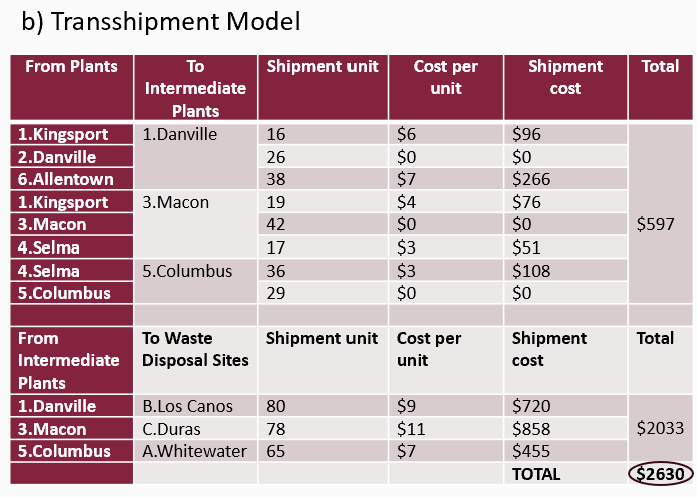 b) Transshipment Model
From Plants To Intermediate Plants Shipment unit Cost per unit Shipment cost Total
1.Kingsport 1.Danville 16 $6 $96
2.Danville 26 $0 $0
6.Allentown 38 $7 $266
1.Kingsport 3.Macon 19 $4 $76
3.Macon 42 $0 $0 $597
4.Selma 17 $3 $51
4.Selma 5.Columbus 36 $3 $108
5.Columbus 29 $0 $0
From Intermediate Plants To Waste Disposal Sites Shipment unit Cost per unit Shipment cost Total
1.Danville B.Los Canos 80 $9 $720
3.Macon C.Duras 78 $11 $858 $2033
5.Columbus A.Whitewater 65 $7 $455
TOTAL $2630